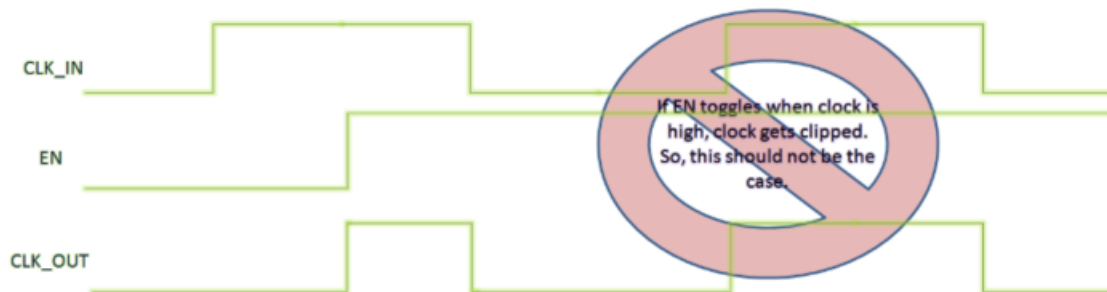 CLK_IN
If EN toggles when clock is
high, clock gets clipped.
So, this should not be the
case.
EN
CLK_OUT